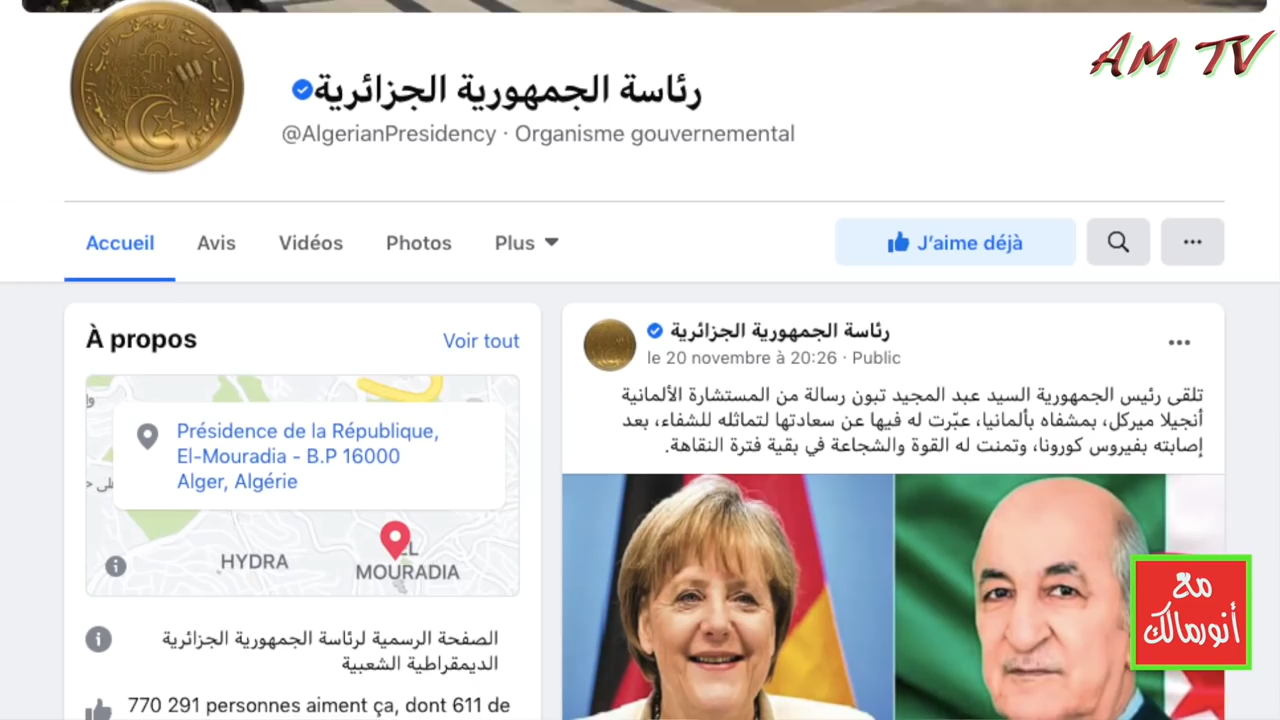 AM TV
رئاسة الجمهورية الجزائرية
@AlgerianPresidency · Organisme gouvernemental
Accueil
Avis
Vidéos
Photos
Plus
J'aime déjà
À propos
Voir tout
Présidence de la République,
El-Mouradia - B.P 16000
Alger, Algérie
HYDRA
EL
MOURADIA
الصفحة الرسمية لرئاسة الجمهورية الجزائرية
الديمقراطية الشعبية
770 291 personnes aiment ça, dont 611 de
رئاسة الجمهورية الجزائرية
le 20 novembre à 20:26 · Public
تلقى رئيس الجمهورية السيد عبد المجيد تبون رسالة من المستشارة الألمانية
أنجيلا ميركل، بمشفاه بألمانيا، عبّرت له فيها عن سعادتها لتماثله للشفاء، بعد
إصابته بفيروس كورونا، وتمنت له القوة والشجاعة في بقية فترة النقاهة.
مع
أنورمالك